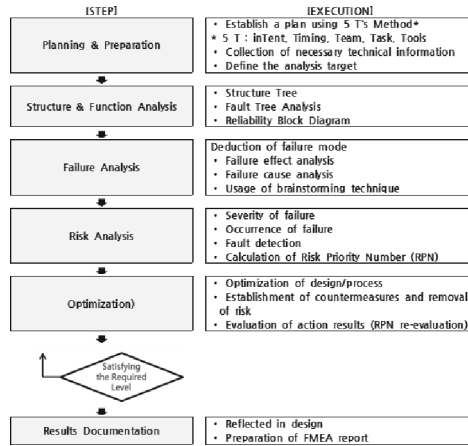 [STEP]
[EXECUTION]
Planning & Preparation
• Establish a plan using 5 T's Method*
* 5 T : inTent, Timing, Team, Task, Tools
• Collection of necessary technical information
• Define the analysis target
Structure & Function Analysis
• Structure Tree
• Fault Tree Analysis
• Reliability Block Diagram
Failure Analysis
Deduction of failure mode
• Failure effect analysis
• Failure cause analysis
• Usage of brainstorming technique
Risk Analysis
• Severity of failure
• Occurrence of failure
• Fault detection
• Calculation of Risk Priority Number (RPN)
Optimization)
• Optimization of design/process
• Establishment of countermeasures and removal
of risk
• Evaluation of action results (RPN re-evaluation)
Satisfying
the Required
Level
Results Documentation
• Reflected in design
• Preparation of FMEA report